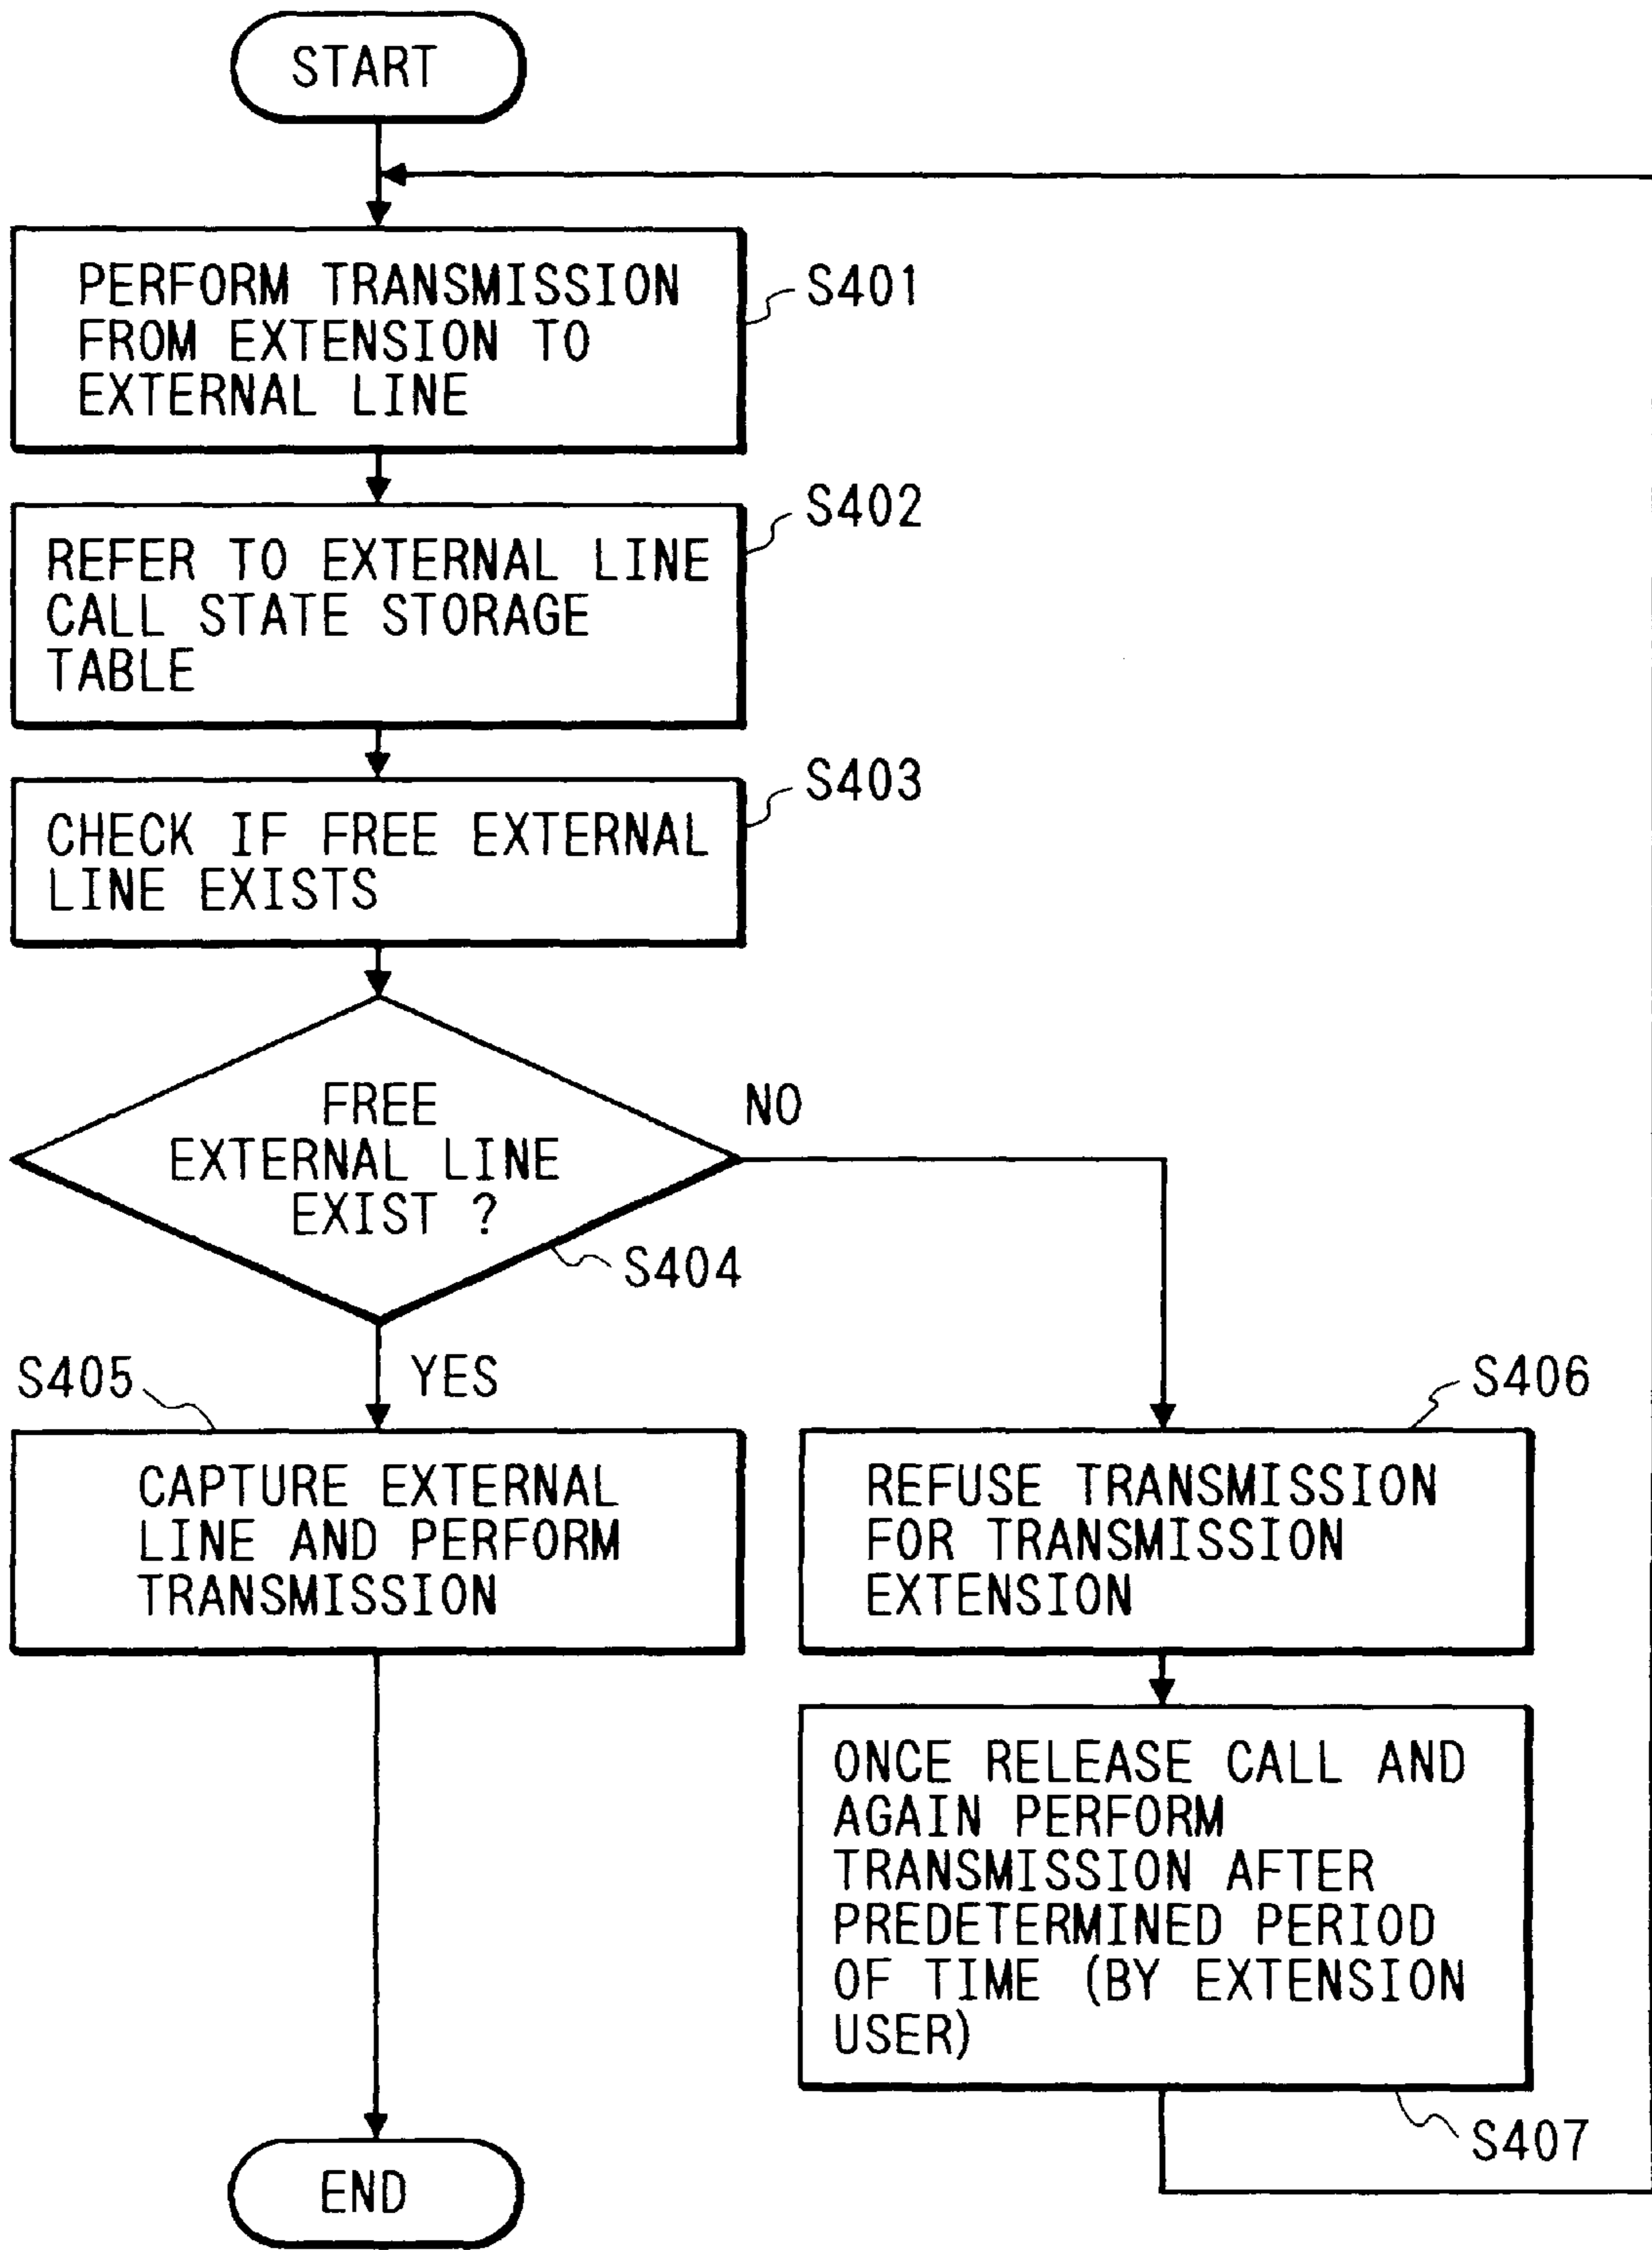 START
PERFORM TRANSMISSION
FROM EXTENSION TO
EXTERNAL LINE
S401
REFER TO EXTERNAL LINE
CALL STATE STORAGE
TABLE
S402
CHECK IF FREE EXTERNAL
LINE EXISTS
S403
FREE
EXTERNAL LINE
EXIST ?
S404
NO
YES
S405
CAPTURE EXTERNAL
LINE AND PERFORM
TRANSMISSION
S406
REFUSE TRANSMISSION
FOR TRANSMISSION
EXTENSION
ONCE RELEASE CALL AND
AGAIN PERFORM
TRANSMISSION AFTER
PREDETERMINED PERIOD
OF TIME (BY EXTENSION
USER)
S407
END